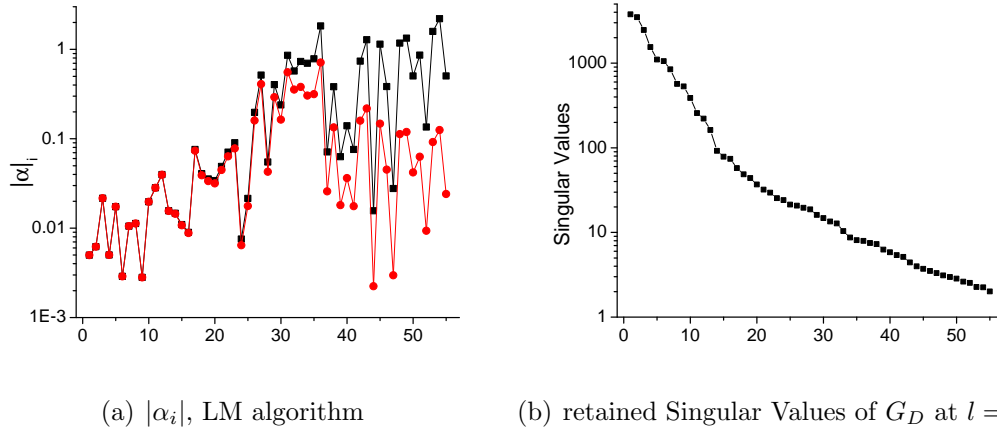 1
0.1
0.01
1E-3
|α|i
0 10 20 30 40 50
1000
100
10
1
Singular Values
0 10 20 30 40 50
(a) |αi|, LM algorithm
(b) retained Singular Values of GD at l =